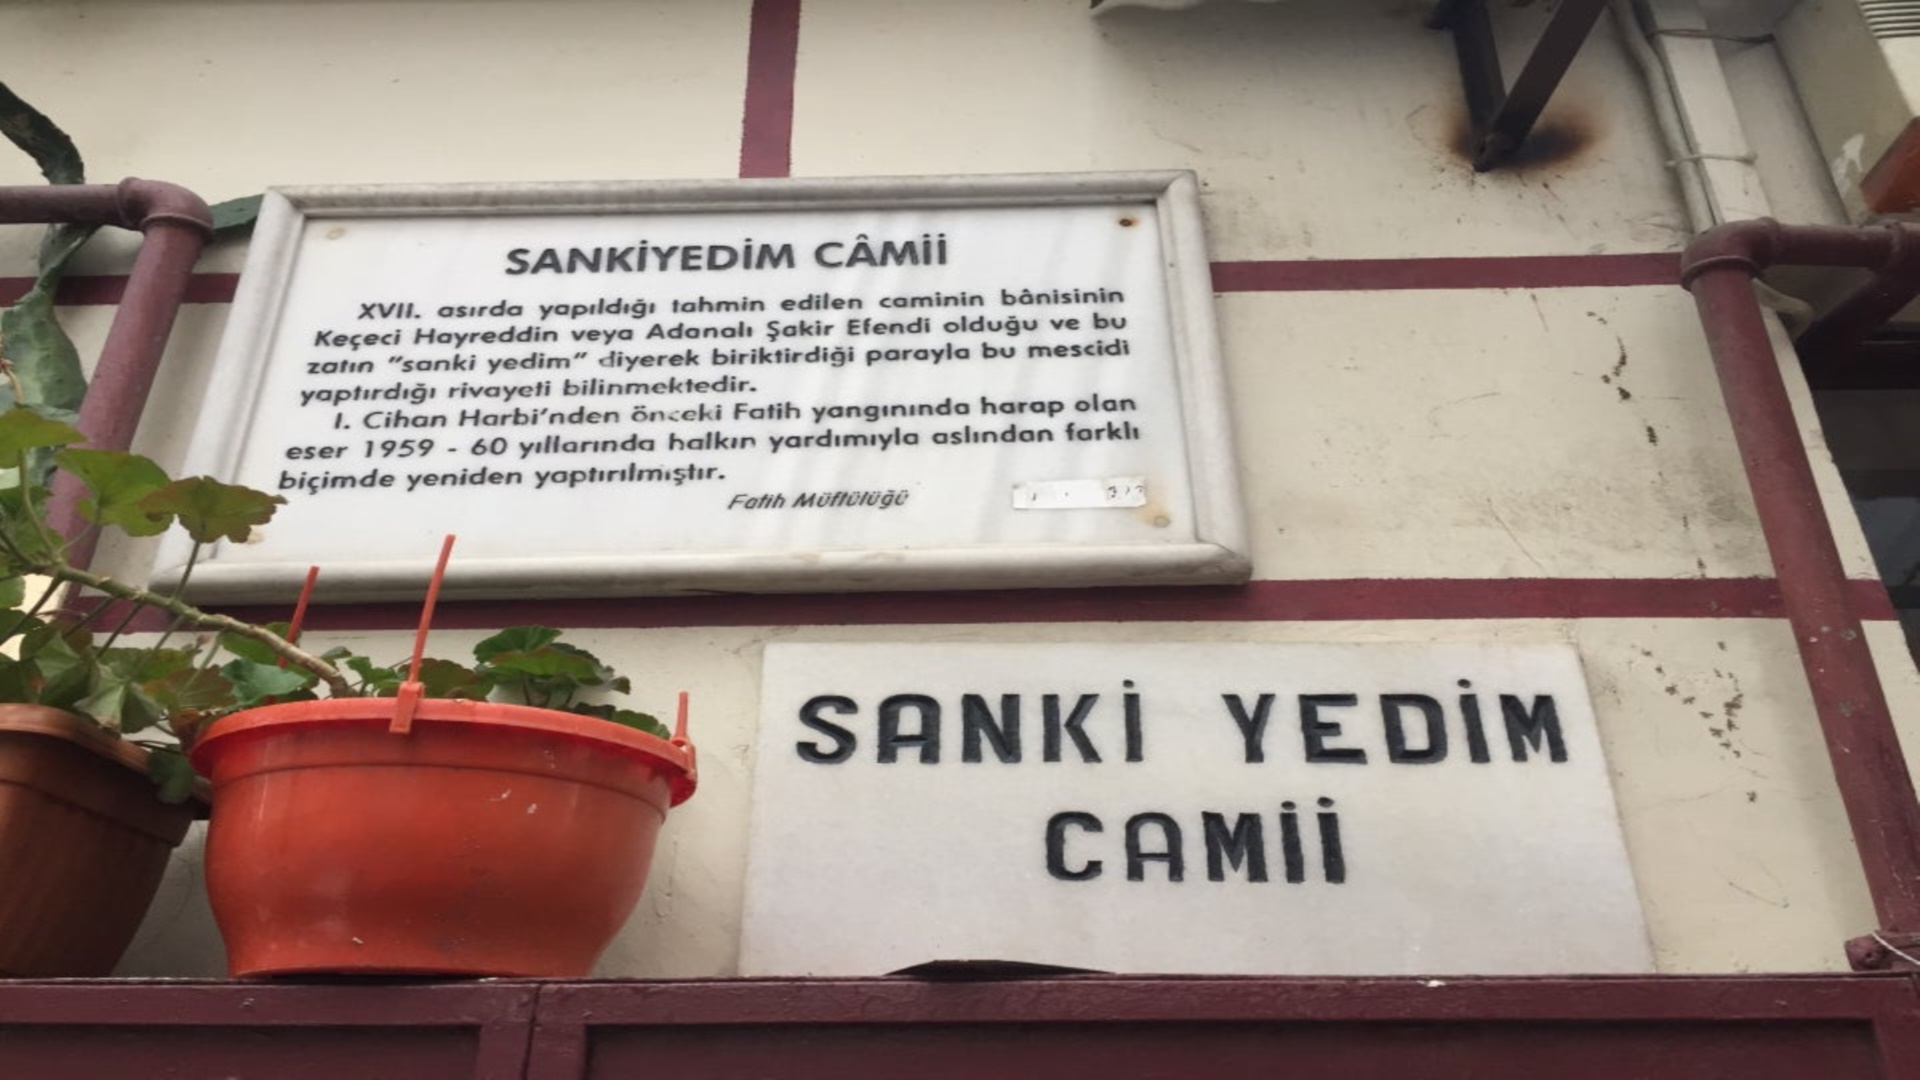 SANKİYEDİM CÂMİİ
XVII. asırda yapıldığı tahmin edilen caminin bânisinin
Keçeci Hayreddin veya Adanalı Şakir Efendi olduğu ve bu
zatın "sanki yedim" diyerek biriktirdiği parayla bu mescidi
yaptırdığı rivayeti bilinmektedir.
I. Cihan Harbi'nden önceki Fatih yangınında harap olan
eser 1959 - 60 yıllarında halkın yardımıyla aslından farklı
biçimde yeniden yaptırılmıştır.
Fatih Müftülüğü
SANKİ YEDİM
CAMİİ